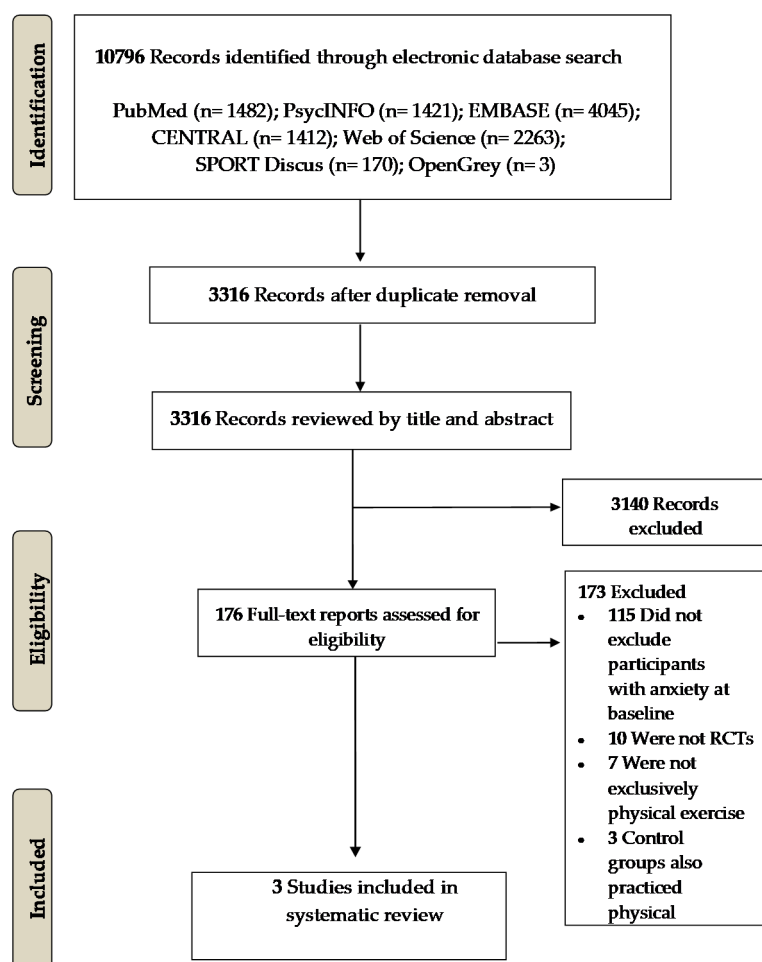 Identification
10796 Records identified through electronic database search
PubMed (n= 1482); PsycINFO (n= 1421); EMBASE (n= 4045);
CENTRAL (n= 1412); Web of Science (n= 2263);
SPORT Discus (n= 170); OpenGrey (n= 3)
Screening
3316 Records after duplicate removal
3316 Records reviewed by title and abstract
3140 Records
excluded
Eligibility
176 Full-text reports assessed for
eligibility
173 Excluded
• 115 Did not
exclude
participants
with anxiety at
baseline
• 10 Were not RCTs
• 7 Were not
exclusively
physical exercise
• 3 Control
groups also
practiced
physical
Included
3 Studies included in
systematic review